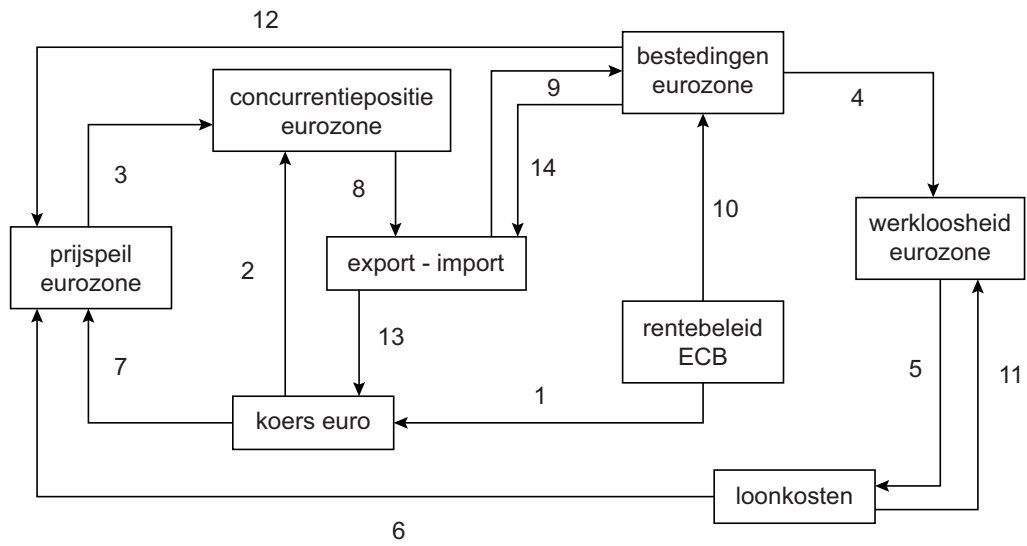 12
bestedingen
eurozone
concurrentiepositie
eurozone
9
4
3
8
14
10
werkloosheid
eurozone
prijspeil
eurozone
2
export - import
rentebeleid
ECB
13
7
5
11
1
koers euro
loonkosten
6